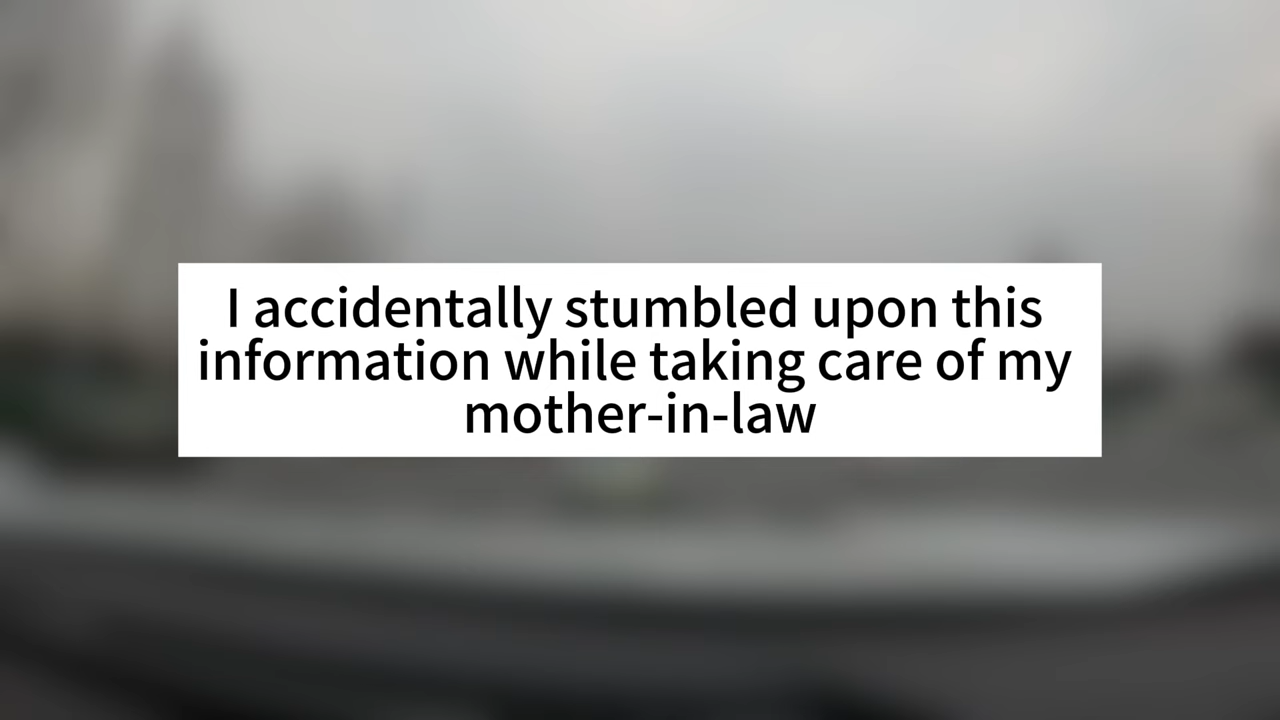 I accidentally stumbled upon this
information while taking care of my
mother-in-law